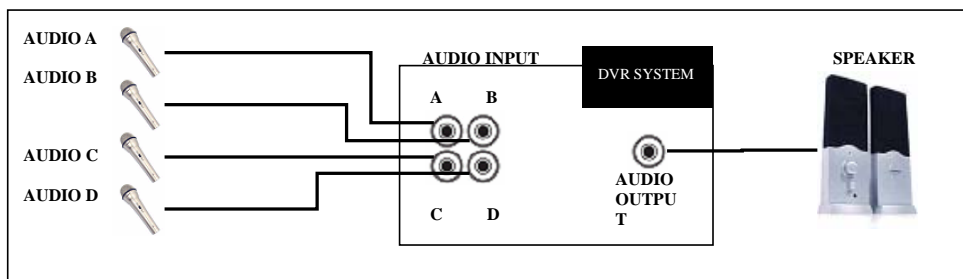 AUDIO A
AUDIO B
AUDIO C
AUDIO D
AUDIO INPUT
A B
C D
DVR SYSTEM
AUDIO
OUTPU
T
SPEAKER